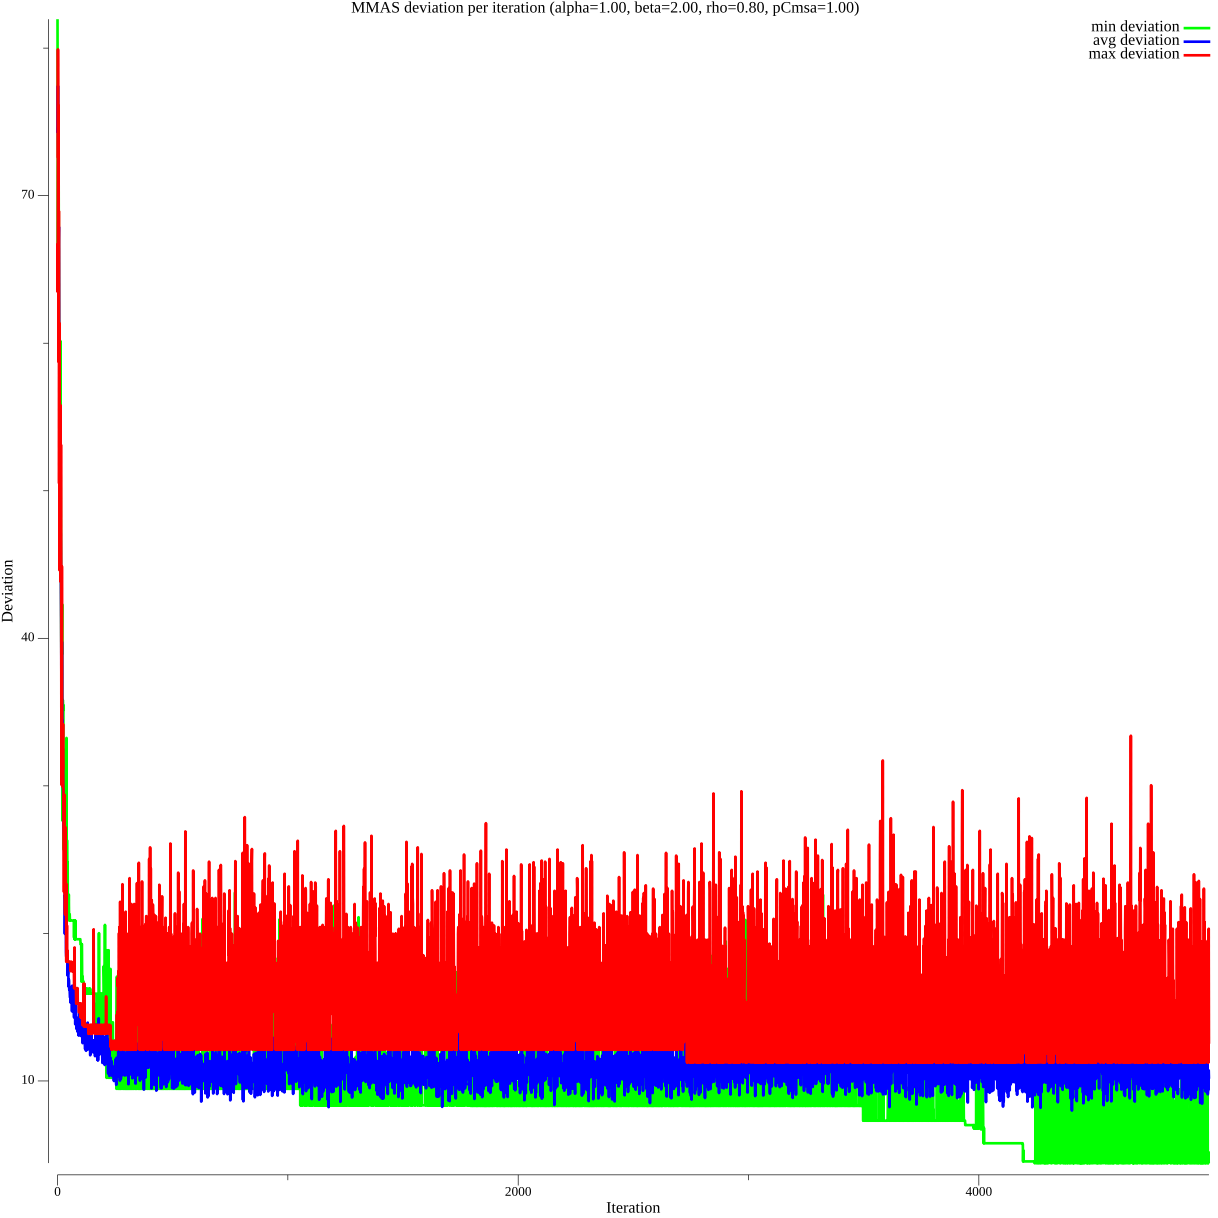 MMAS deviation per iteration (alpha=1.00, beta=2.00, rho=0.80, pCmsa=1.00)
min deviation
avg deviation
max deviation
70
40
10
Deviation
0
2000
4000
Iteration